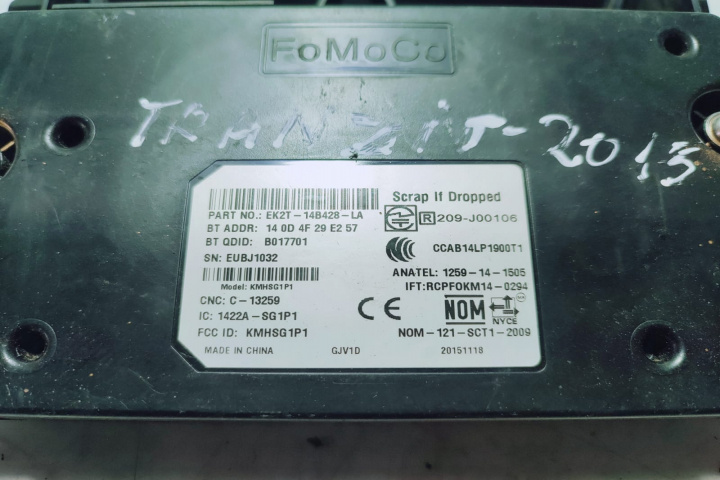 FoMoCo
TRANZIT-2015
Scrap If Dropped
PART NO.: EK2T-14B428-LA
R 209-J00106
BT ADDR: 14 0D 4F 29 E2 57
BT QDID: B017701
CCAB14LP1900T1
SN: EUBJ1032
ANATEL: 1259-14-1505
Model: KMHSG1P1
IFT:RCPFOKM14-0294
CNC: C-13259
IC: 1422A-SG1P1
CE NOM NYCE
FCC ID: KMHSG1P1
NOM-121-SCT1-2009
MADE IN CHINA GJV1D 20151118